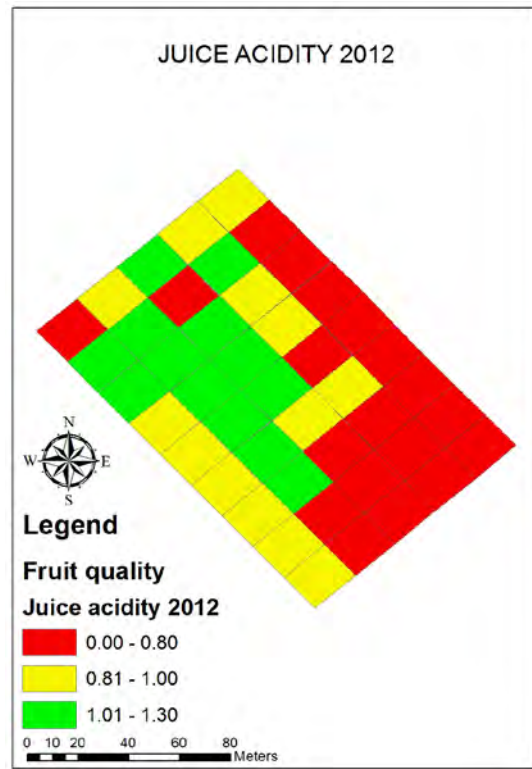 JUICE ACIDITY 2012
N
W E
S
Legend
Fruit quality
Juice acidity 2012
0.00 - 0.80
0.81 - 1.00
1.01 - 1.30
0 10 20 40 60 80
Meters